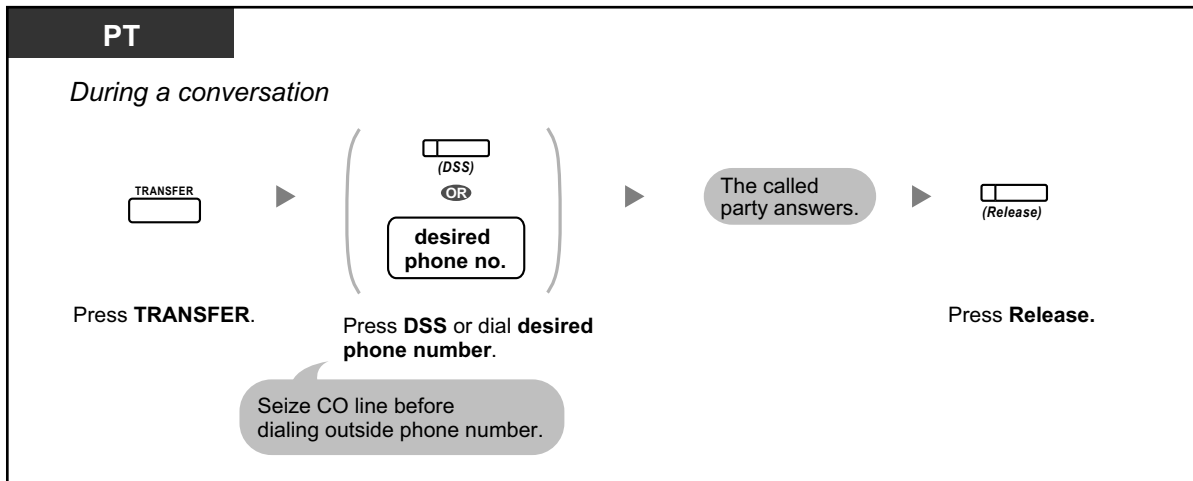 PT
During a conversation
TRANSFER
(DSS)
OR
desired
phone no.
The called
party answers.
(Release)
Press TRANSFER.
Press DSS or dial desired
phone number.
Press Release.
Seize CO line before
dialing outside phone number.